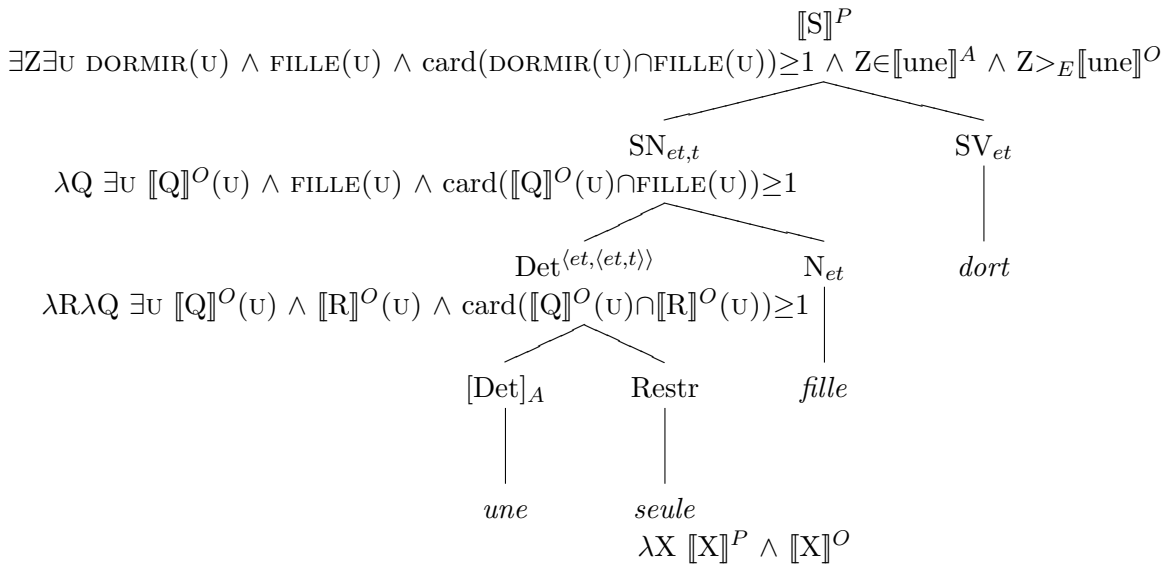 ⟦S⟧^P
∃Z∃U DORMIR(U) ∧ FILLE(U) ∧ card(DORMIR(U)∩FILLE(U))≥1 ∧ Z∈⟦une⟧^A ∧ Z>_E⟦une⟧^O
SN_{et,t} SV_{et}
λQ ∃U ⟦Q⟧^O(U) ∧ FILLE(U) ∧ card(⟦Q⟧^O(U)∩FILLE(U))≥1
Det^{⟨et,⟨et,t⟩⟩} N_{et} dort
λRλQ ∃U ⟦Q⟧^O(U) ∧ ⟦R⟧^O(U) ∧ card(⟦Q⟧^O(U)∩⟦R⟧^O(U))≥1
[Det]_A Restr fille
une seule
λX ⟦X⟧^P ∧ ⟦X⟧^O